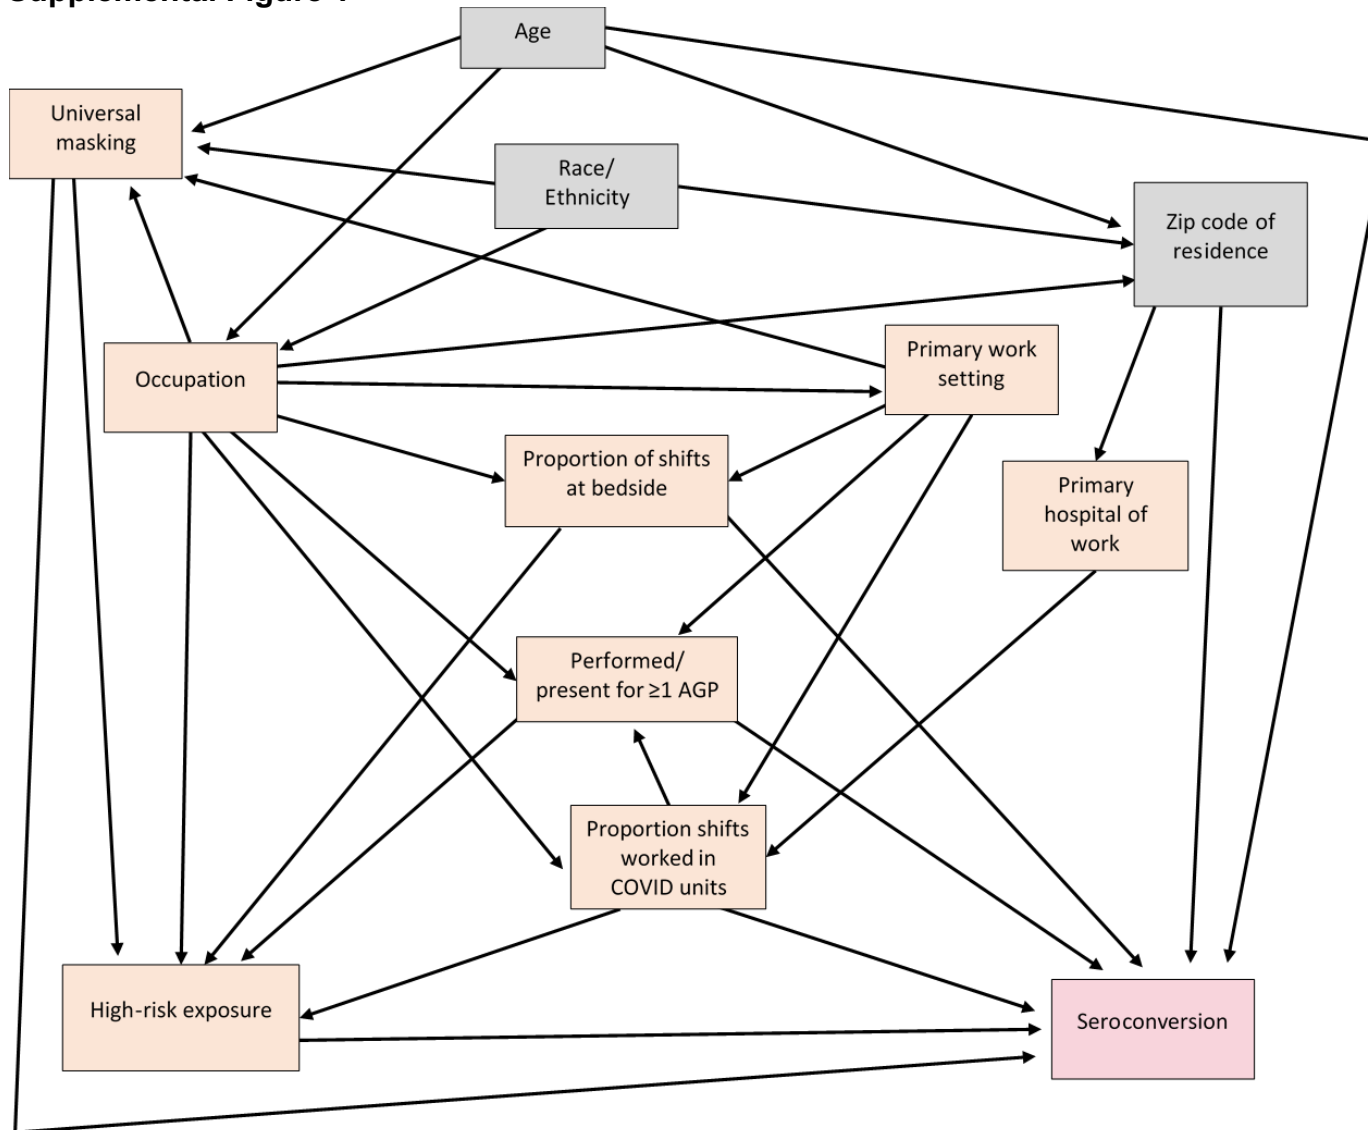 Supplemental Figure 1
Age
Universal
masking
Race/
Ethnicity
Zip code of
residence
Occupation
Primary work
setting
Proportion of shifts
at bedside
Primary
hospital of
work
Performed/
present for ≥1 AGP
Proportion shifts
worked in
COVID units
High-risk exposure
Seroconversion